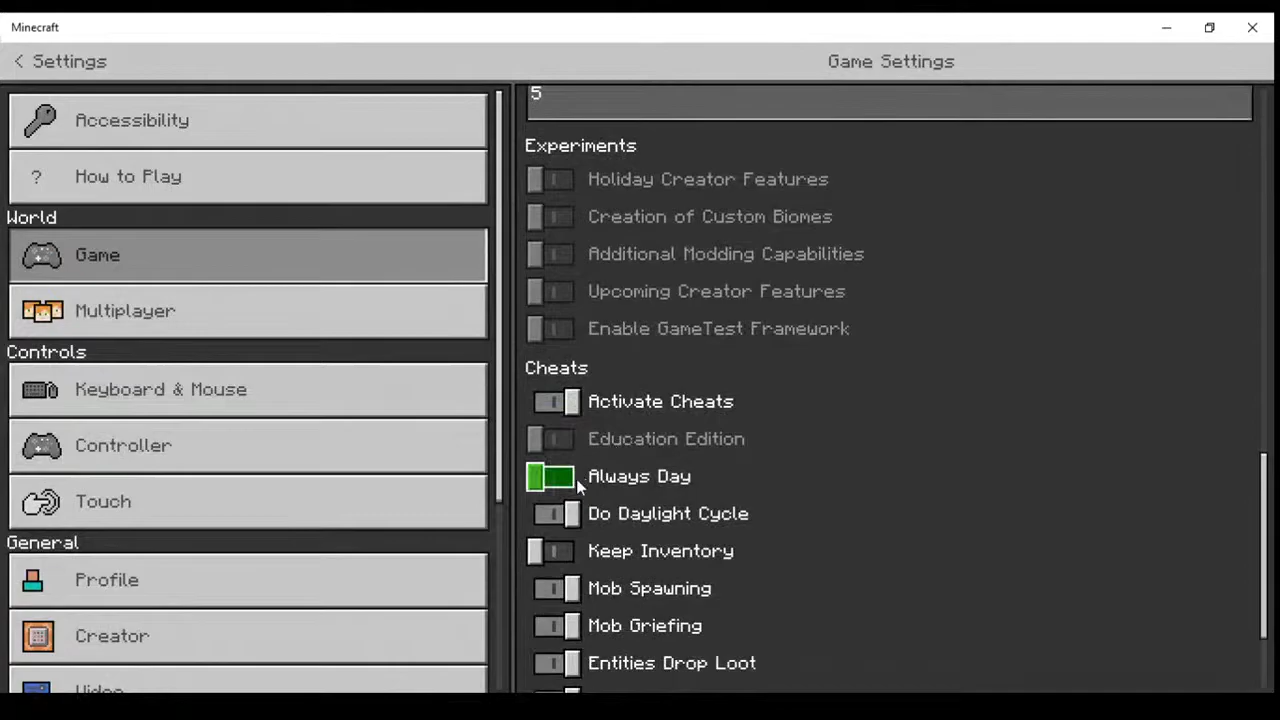 Minecraft
< Settings
Game Settings
Accessibility
? How to Play
World
Game
Multiplayer
Controls
Keyboard & Mouse
Controller
Touch
General
Profile
Creator
Video
5
Experiments
Holiday Creator Features
Creation of Custom Biomes
Additional Modding Capabilities
Upcoming Creator Features
Enable GameTest Framework
Cheats
Activate Cheats
Education Edition
Always Day
Do Daylight Cycle
Keep Inventory
Mob Spawning
Mob Griefing
Entities Drop Loot